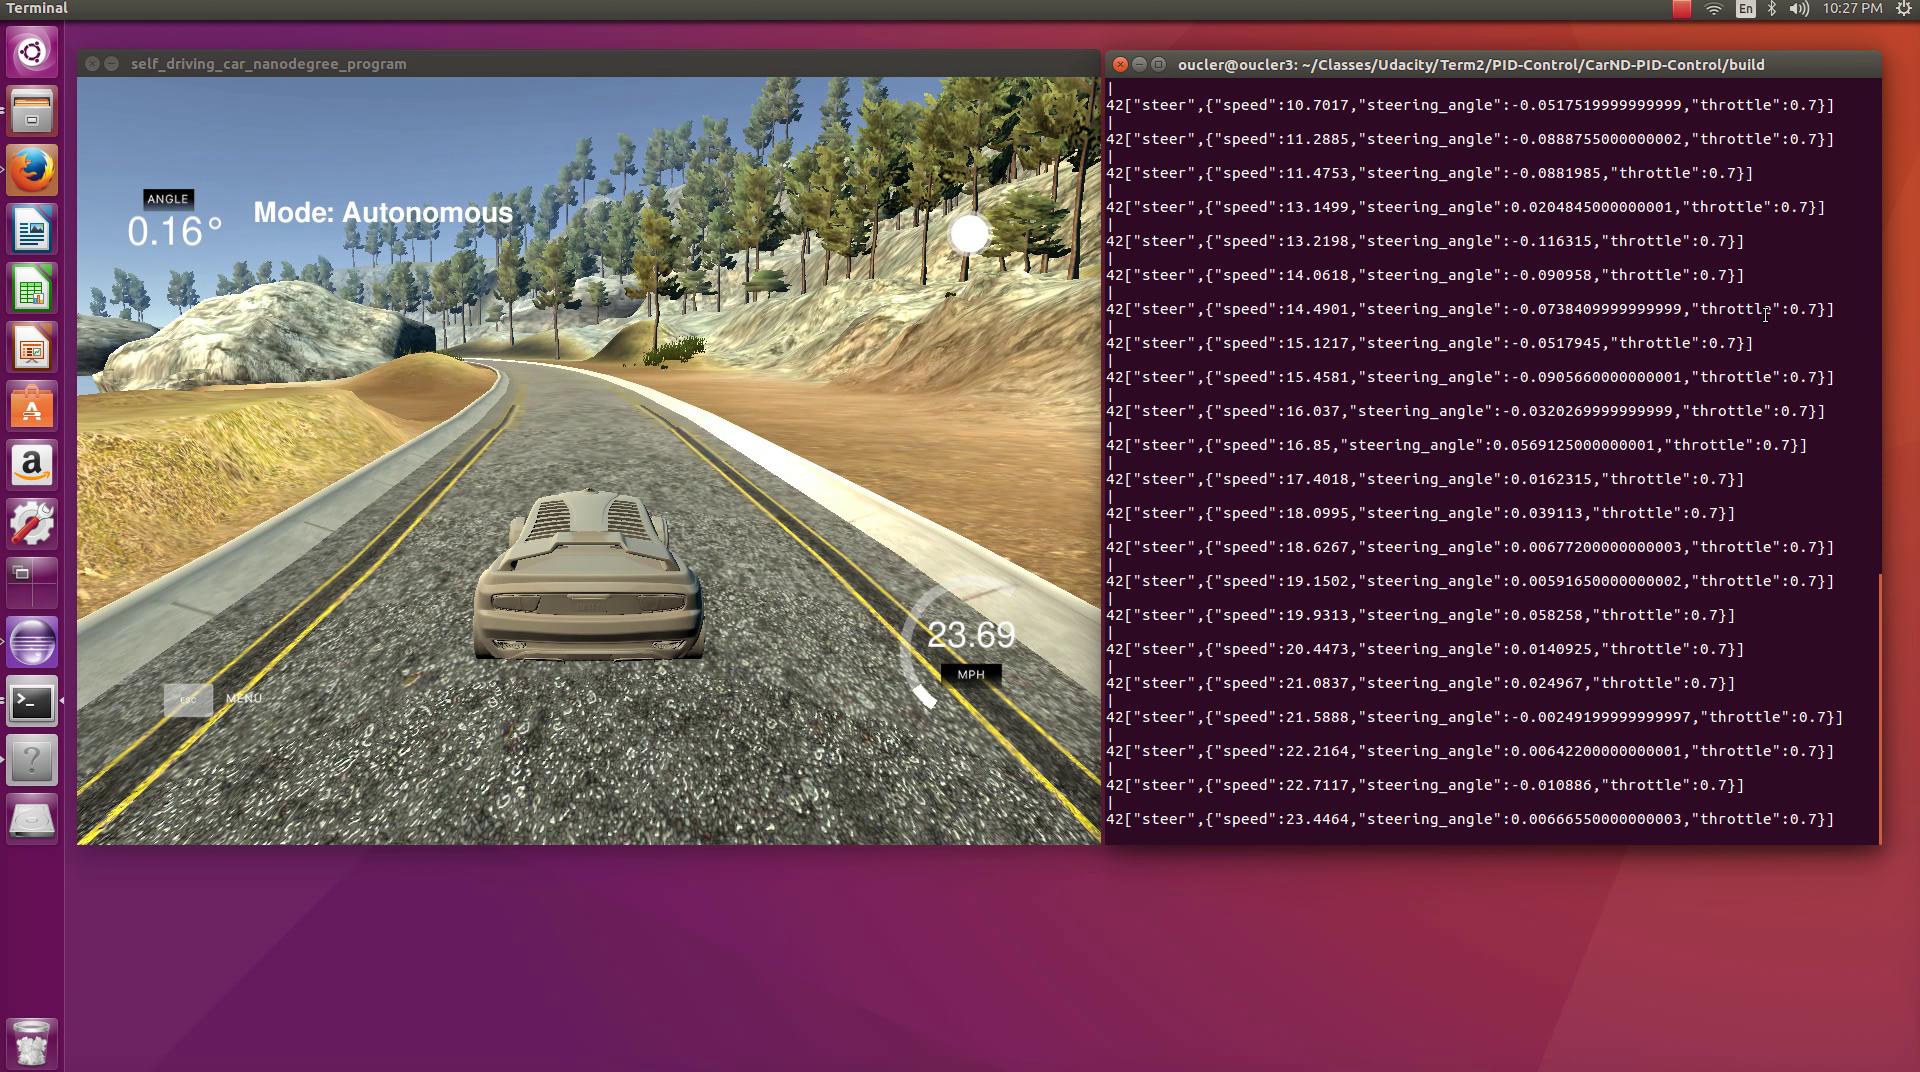 Terminal
En
10:27 PM
self_driving_car_nanodegree_program
ANGLE
0.16°
Mode: Autonomous
23.69
MPH
ESC
MENU
oucler@oucler3: ~/Classes/Udacity/Term2/PID-Control/CarND-PID-Control/build
|
42["steer",{"speed":10.7017,"steering_angle":-0.0517519999999999,"throttle":0.7}]
|
42["steer",{"speed":11.2885,"steering_angle":-0.0888755000000002,"throttle":0.7}]
|
42["steer",{"speed":11.4753,"steering_angle":-0.0881985,"throttle":0.7}]
|
42["steer",{"speed":13.1499,"steering_angle":0.0204845000000001,"throttle":0.7}]
|
42["steer",{"speed":13.2198,"steering_angle":-0.116315,"throttle":0.7}]
|
42["steer",{"speed":14.0618,"steering_angle":-0.090958,"throttle":0.7}]
|
42["steer",{"speed":14.4901,"steering_angle":-0.0738409999999999,"throttle":0.7}]
|
42["steer",{"speed":15.1217,"steering_angle":-0.0517945,"throttle":0.7}]
|
42["steer",{"speed":15.4581,"steering_angle":-0.0905660000000001,"throttle":0.7}]
|
42["steer",{"speed":16.037,"steering_angle":-0.0320269999999999,"throttle":0.7}]
|
42["steer",{"speed":16.85,"steering_angle":0.0569125000000001,"throttle":0.7}]
|
42["steer",{"speed":17.4018,"steering_angle":0.0162315,"throttle":0.7}]
|
42["steer",{"speed":18.0995,"steering_angle":0.039113,"throttle":0.7}]
|
42["steer",{"speed":18.6267,"steering_angle":0.00677200000000003,"throttle":0.7}]
|
42["steer",{"speed":19.1502,"steering_angle":0.00591650000000002,"throttle":0.7}]
|
42["steer",{"speed":19.9313,"steering_angle":0.058258,"throttle":0.7}]
|
42["steer",{"speed":20.4473,"steering_angle":0.0140925,"throttle":0.7}]
|
42["steer",{"speed":21.0837,"steering_angle":0.024967,"throttle":0.7}]
|
42["steer",{"speed":21.5888,"steering_angle":-0.00249199999999997,"throttle":0.7}]
|
42["steer",{"speed":22.2164,"steering_angle":0.00642200000000001,"throttle":0.7}]
|
42["steer",{"speed":22.7117,"steering_angle":-0.010886,"throttle":0.7}]
|
42["steer",{"speed":23.4464,"steering_angle":0.00666550000000003,"throttle":0.7}]